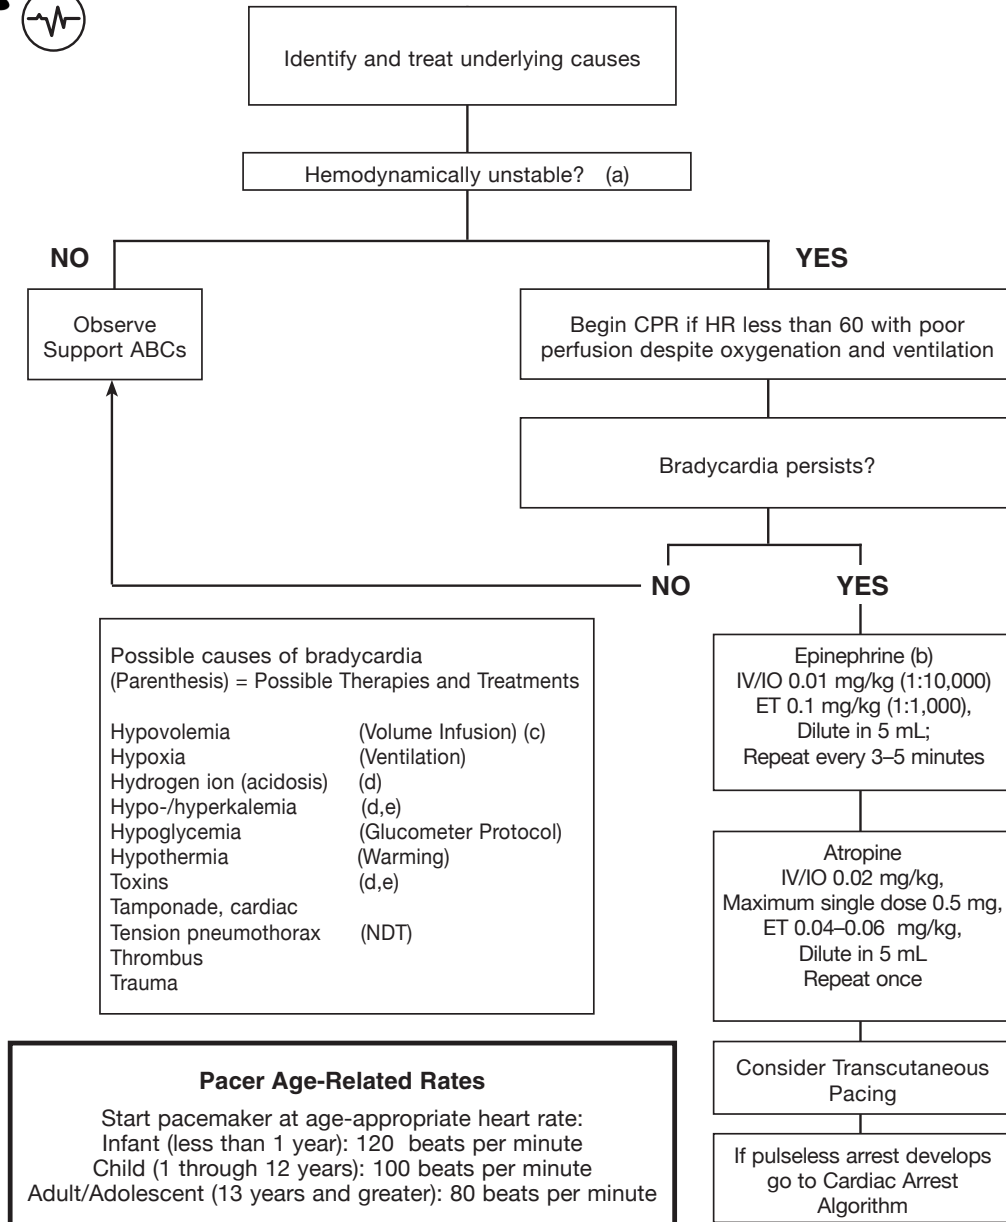 Identify and treat underlying causes
Hemodynamically unstable? (a)
NO
YES
Observe
Support ABCs
Begin CPR if HR less than 60 with poor
perfusion despite oxygenation and ventilation
Bradycardia persists?
NO
YES
Possible causes of bradycardia
(Parenthesis) = Possible Therapies and Treatments
Hypovolemia (Volume Infusion) (c)
Hypoxia (Ventilation)
Hydrogen ion (acidosis) (d)
Hypo-/hyperkalemia (d,e)
Hypoglycemia (Glucometer Protocol)
Hypothermia (Warming)
Toxins (d,e)
Tamponade, cardiac
Tension pneumothorax (NDT)
Thrombus
Trauma
Epinephrine (b)
IV/IO 0.01 mg/kg (1:10,000)
ET 0.1 mg/kg (1:1,000),
Dilute in 5 mL;
Repeat every 3–5 minutes
Atropine
IV/IO 0.02 mg/kg,
Maximum single dose 0.5 mg,
ET 0.04–0.06 mg/kg,
Dilute in 5 mL
Repeat once
Consider Transcutaneous
Pacing
If pulseless arrest develops
go to Cardiac Arrest
Algorithm
Pacer Age-Related Rates
Start pacemaker at age-appropriate heart rate:
Infant (less than 1 year): 120 beats per minute
Child (1 through 12 years): 100 beats per minute
Adult/Adolescent (13 years and greater): 80 beats per minute